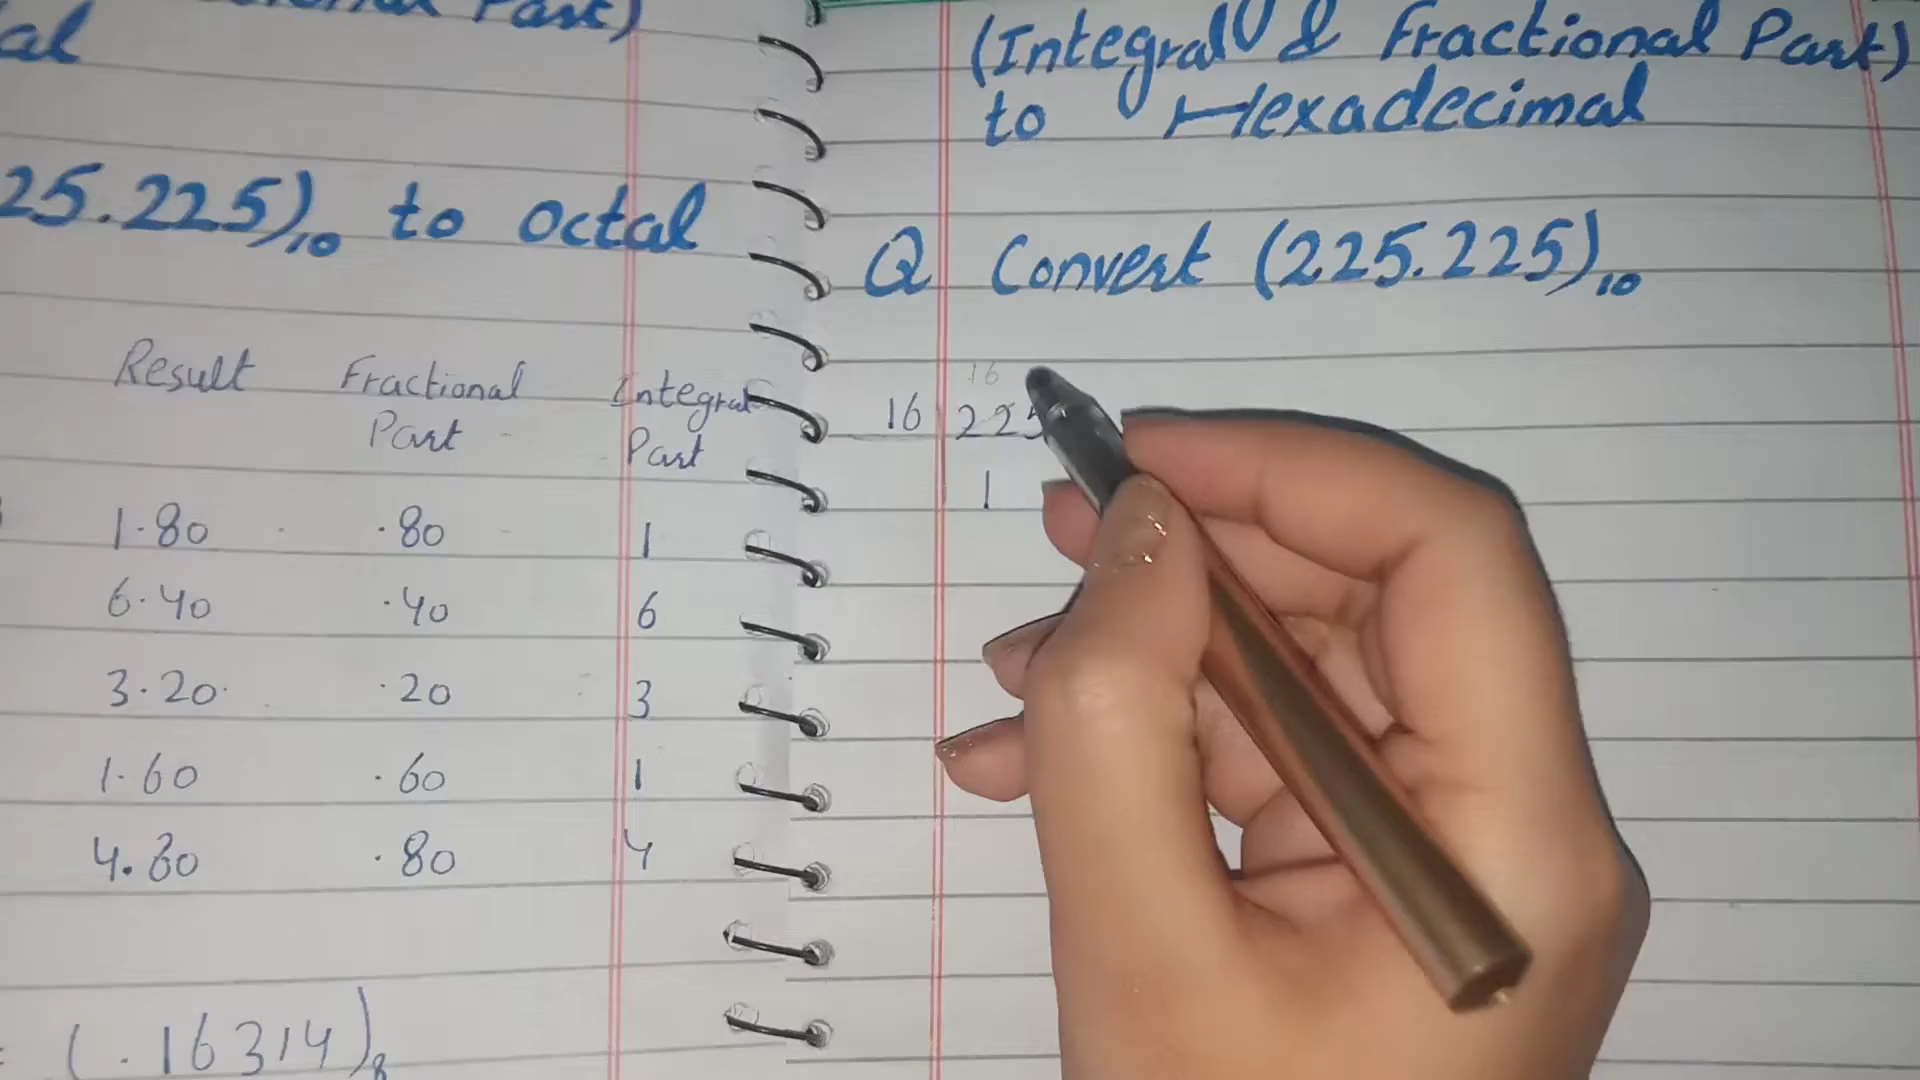 Part)
al
25.225)10 to Octal
Result Fractional Part Integral Part
1.80 .80 1
6.40 .40 6
3.20 .20 3
1.60 .60 1
4.80 .80 4
(.16314)8
(Integral & Fractional Part)
to Hexadecimal
Q Convert (225.225)10
16
16 225
1